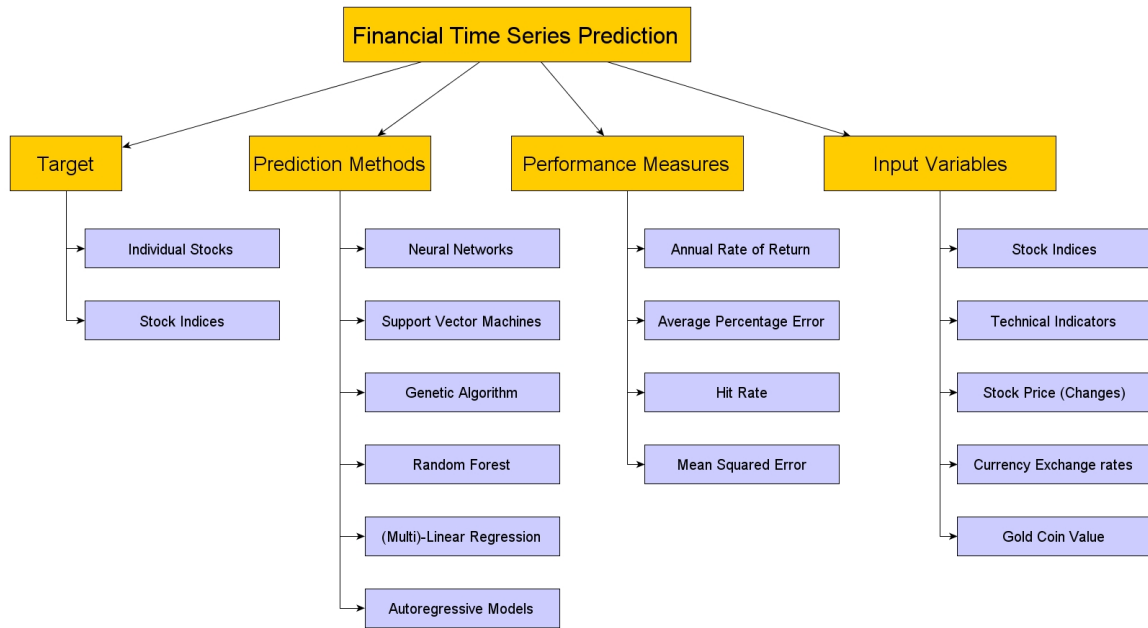 Financial Time Series Prediction
Target
Prediction Methods
Performance Measures
Input Variables
Individual Stocks
Stock Indices
Neural Networks
Support Vector Machines
Genetic Algorithm
Random Forest
(Multi)-Linear Regression
Autoregressive Models
Annual Rate of Return
Average Percentage Error
Hit Rate
Mean Squared Error
Stock Indices
Technical Indicators
Stock Price (Changes)
Currency Exchange rates
Gold Coin Value